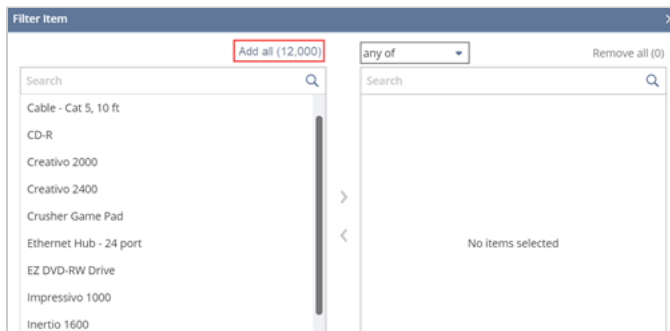 Filter Item
Add all (12,000)
any of
Remove all (0)
Search
Search
Cable - Cat 5, 10 ft
CD-R
Creativo 2000
Creativo 2400
Crusher Game Pad
Ethernet Hub - 24 port
No items selected
EZ DVD-RW Drive
Impressivo 1000
Inertio 1600